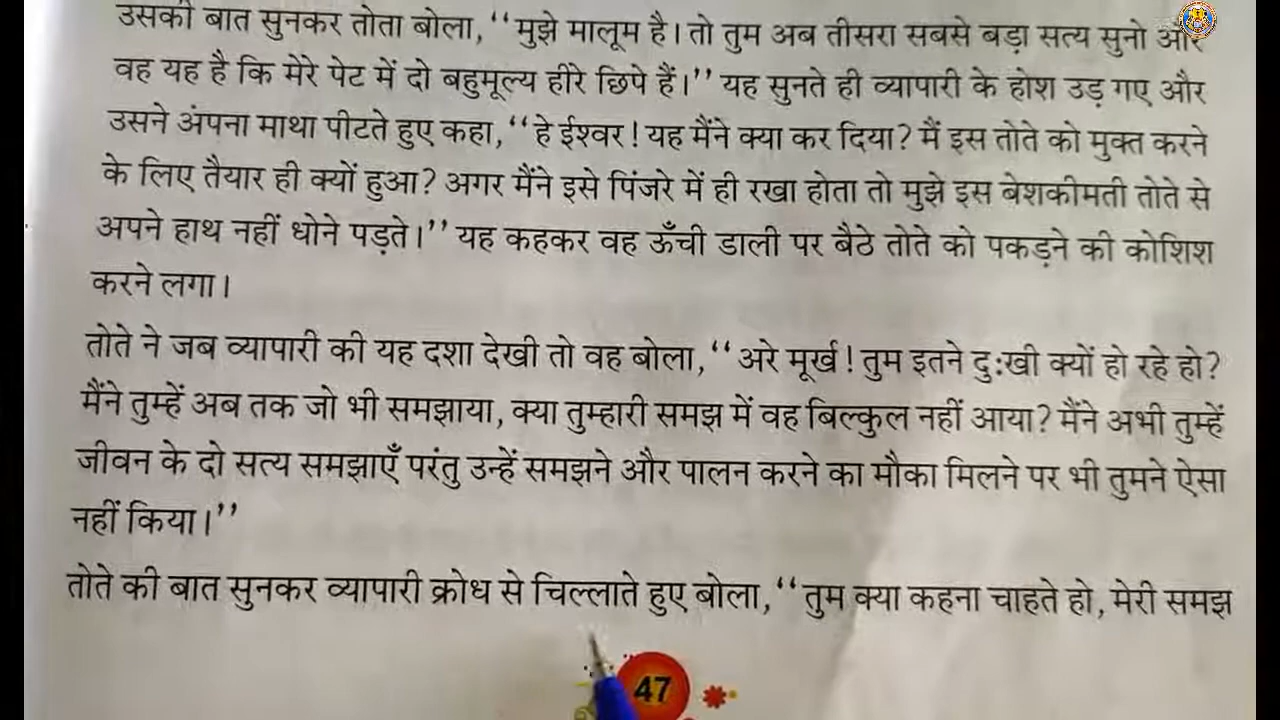 उसकी बात सुनकर तोता बोला, ‘‘मुझे मालूम है। तो तुम अब तीसरा सबसे बड़ा सत्य सुनो और
वह यह है कि मेरे पेट में दो बहुमूल्य हीरे छिपे हैं।’’ यह सुनते ही व्यापारी के होश उड़ गए और
उसने अंपना माथा पीटते हुए कहा, ‘‘हे ईश्वर! यह मैंने क्या कर दिया? मैं इस तोते को मुक्त करने
के लिए तैयार ही क्यों हुआ? अगर मैंने इसे पिंजरे में ही रखा होता तो मुझे इस बेशकीमती तोते से
अपने हाथ नहीं धोने पड़ते।’’ यह कहकर वह ऊँची डाली पर बैठे तोते को पकड़ने की कोशिश
करने लगा।
तोते ने जब व्यापारी की यह दशा देखी तो वह बोला, ‘‘अरे मूर्ख! तुम इतने दुःखी क्यों हो रहे हो?
मैंने तुम्हें अब तक जो भी समझाया, क्या तुम्हारी समझ में वह बिल्कुल नहीं आया? मैंने अभी तुम्हें
जीवन के दो सत्य समझाएँ परंतु उन्हें समझने और पालन करने का मौका मिलने पर भी तुमने ऐसा
नहीं किया।’’
तोते की बात सुनकर व्यापारी क्रोध से चिल्लाते हुए बोला, ‘‘तुम क्या कहना चाहते हो, मेरी समझ
47